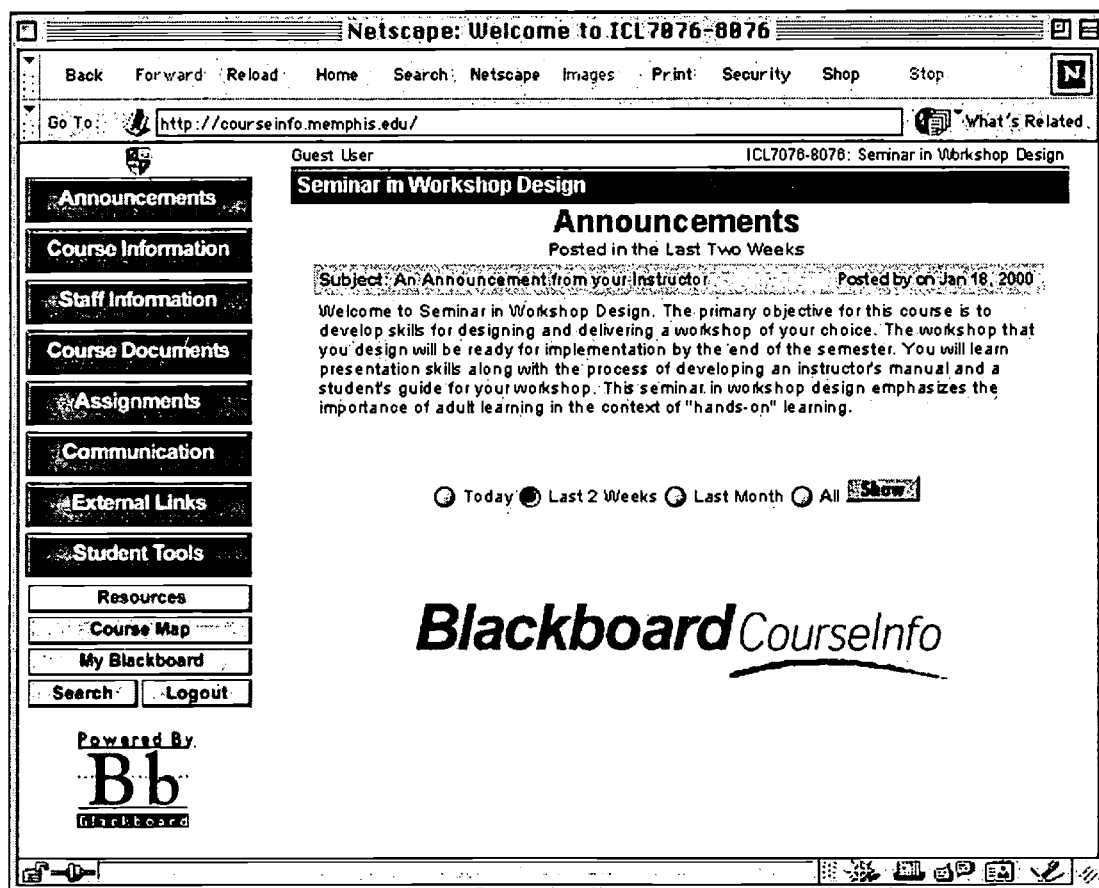 Netscape: Welcome to ICL7076-8076
Back Forward Reload Home Search Netscape Images Print Security Shop Stop N
Go To: http://courseinfo.memphis.edu/ What's Related
Guest User ICL7076-8076: Seminar in Workshop Design
Seminar in Workshop Design
Announcements
Course Information
Staff Information
Course Documents
Assignments
Communication
External Links
Student Tools
Resources
Course Map
My Blackboard
Search Logout
Powered By
Bb
Blackboard
Announcements
Posted in the Last Two Weeks
Subject: An Announcement from your Instructor Posted by on Jan 18, 2000
Welcome to Seminar in Workshop Design. The primary objective for this course is to
develop skills for designing and delivering a workshop of your choice. The workshop that
you design will be ready for implementation by the end of the semester. You will learn
presentation skills along with the process of developing an instructor's manual and a
student's guide for your workshop. This seminar in workshop design emphasizes the
importance of adult learning in the context of "hands-on" learning.
Today Last 2 Weeks Last Month All Show
Blackboard CourseInfo